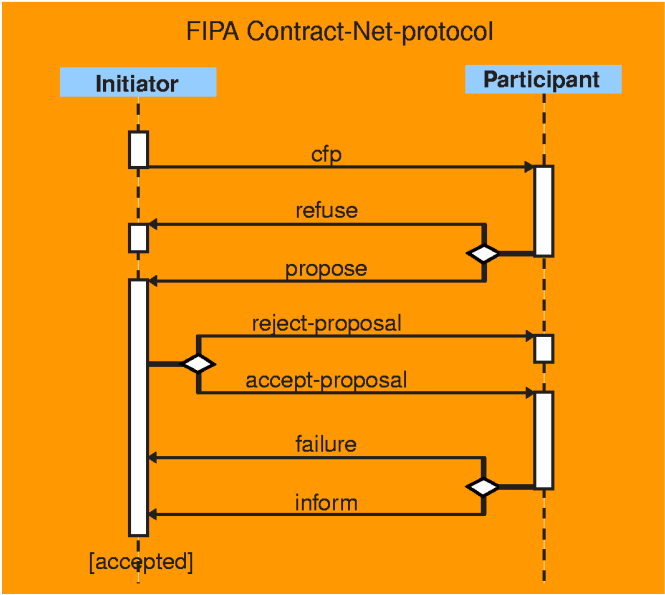 FIPA Contract-Net-protocol
Initiator
Participant
cfp
refuse
propose
reject-proposal
accept-proposal
failure
inform
[accepted]